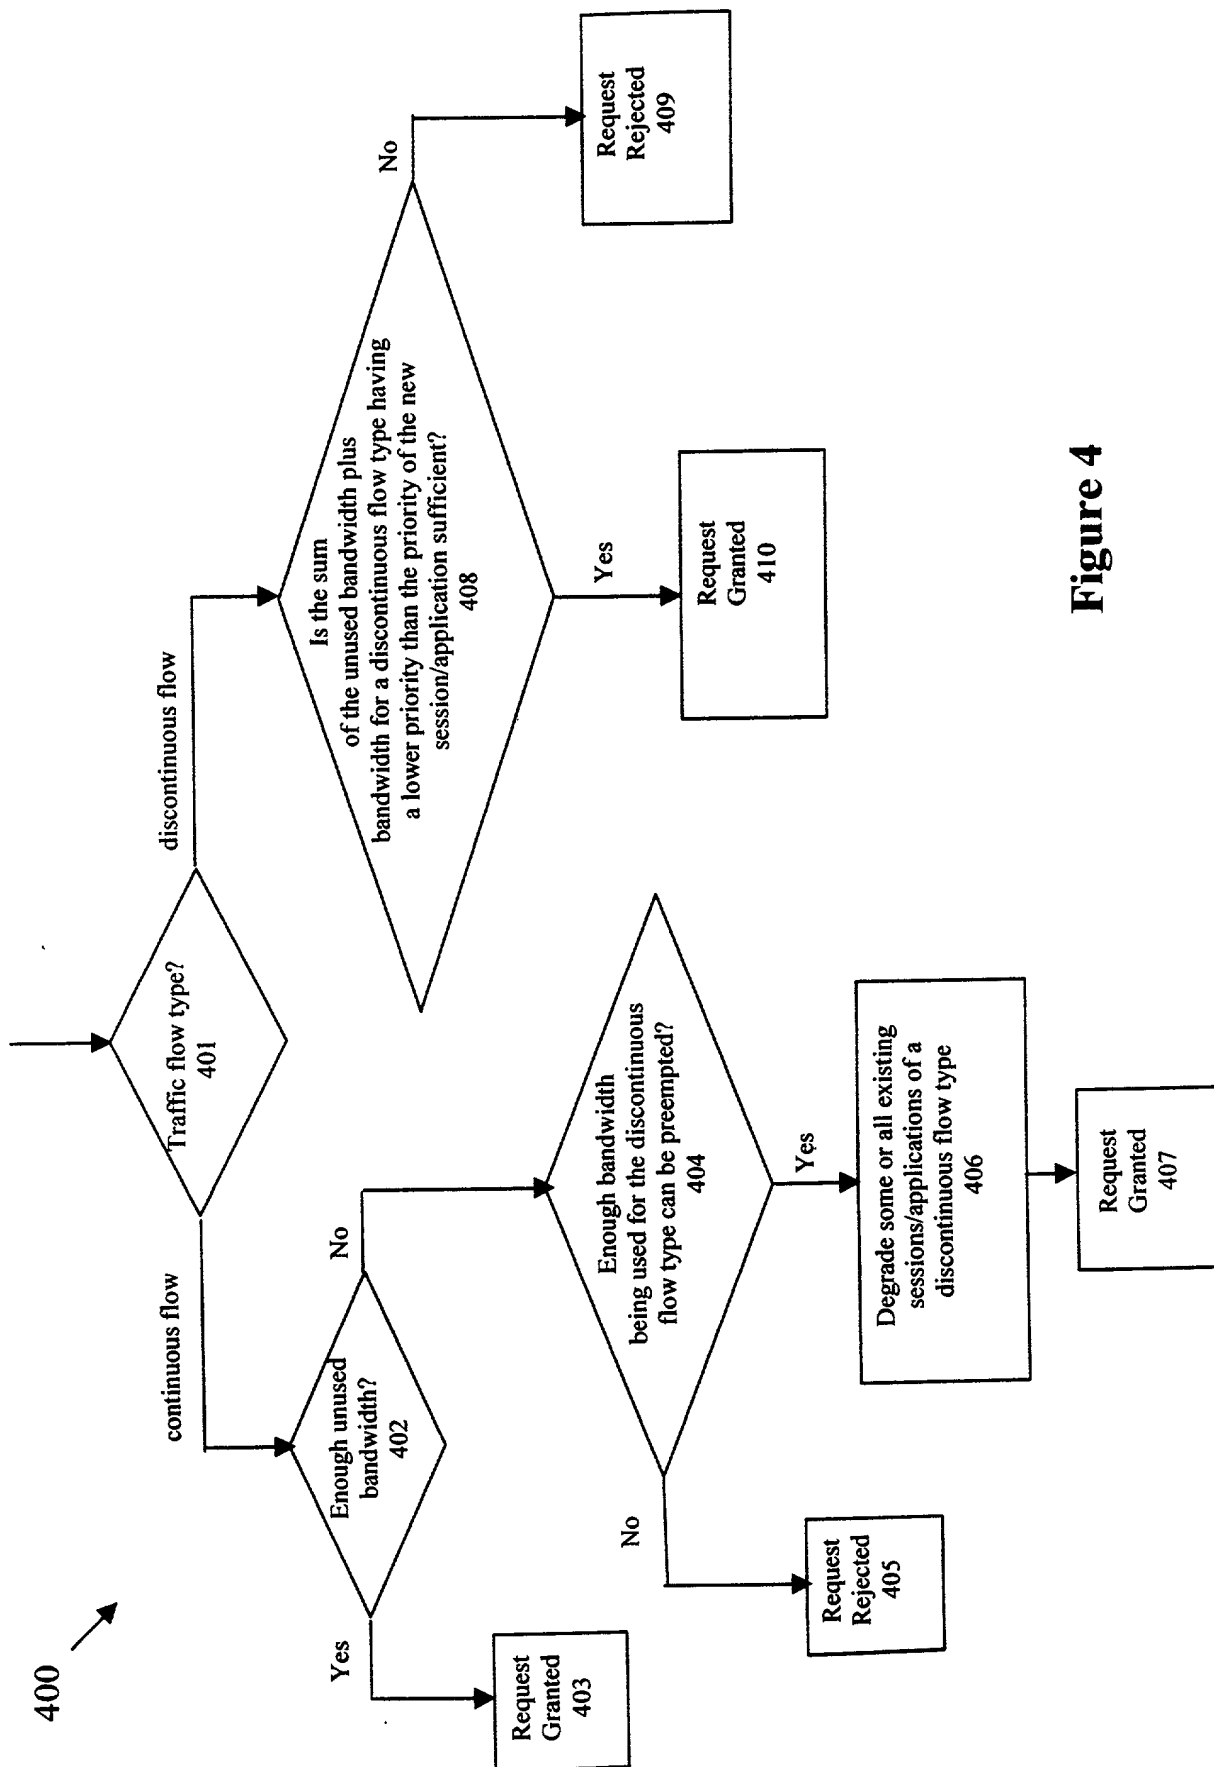 400
Traffic flow type?
401
continuous flow
discontinuous flow
Enough unused
bandwidth?
402
Yes
No
Request
Granted
403
Enough bandwidth
being used for the discontinuous
flow type can be preempted?
404
No
Yes
Request
Rejected
405
Degrade some or all existing
sessions/applications of a
discontinuous flow type
406
Request
Granted
407
Is the sum
of the unused bandwidth plus
bandwidth for a discontinuous flow type having
a lower priority than the priority of the new
session/application sufficient?
408
No
Yes
Request
Rejected
409
Request
Granted
410
Figure 4